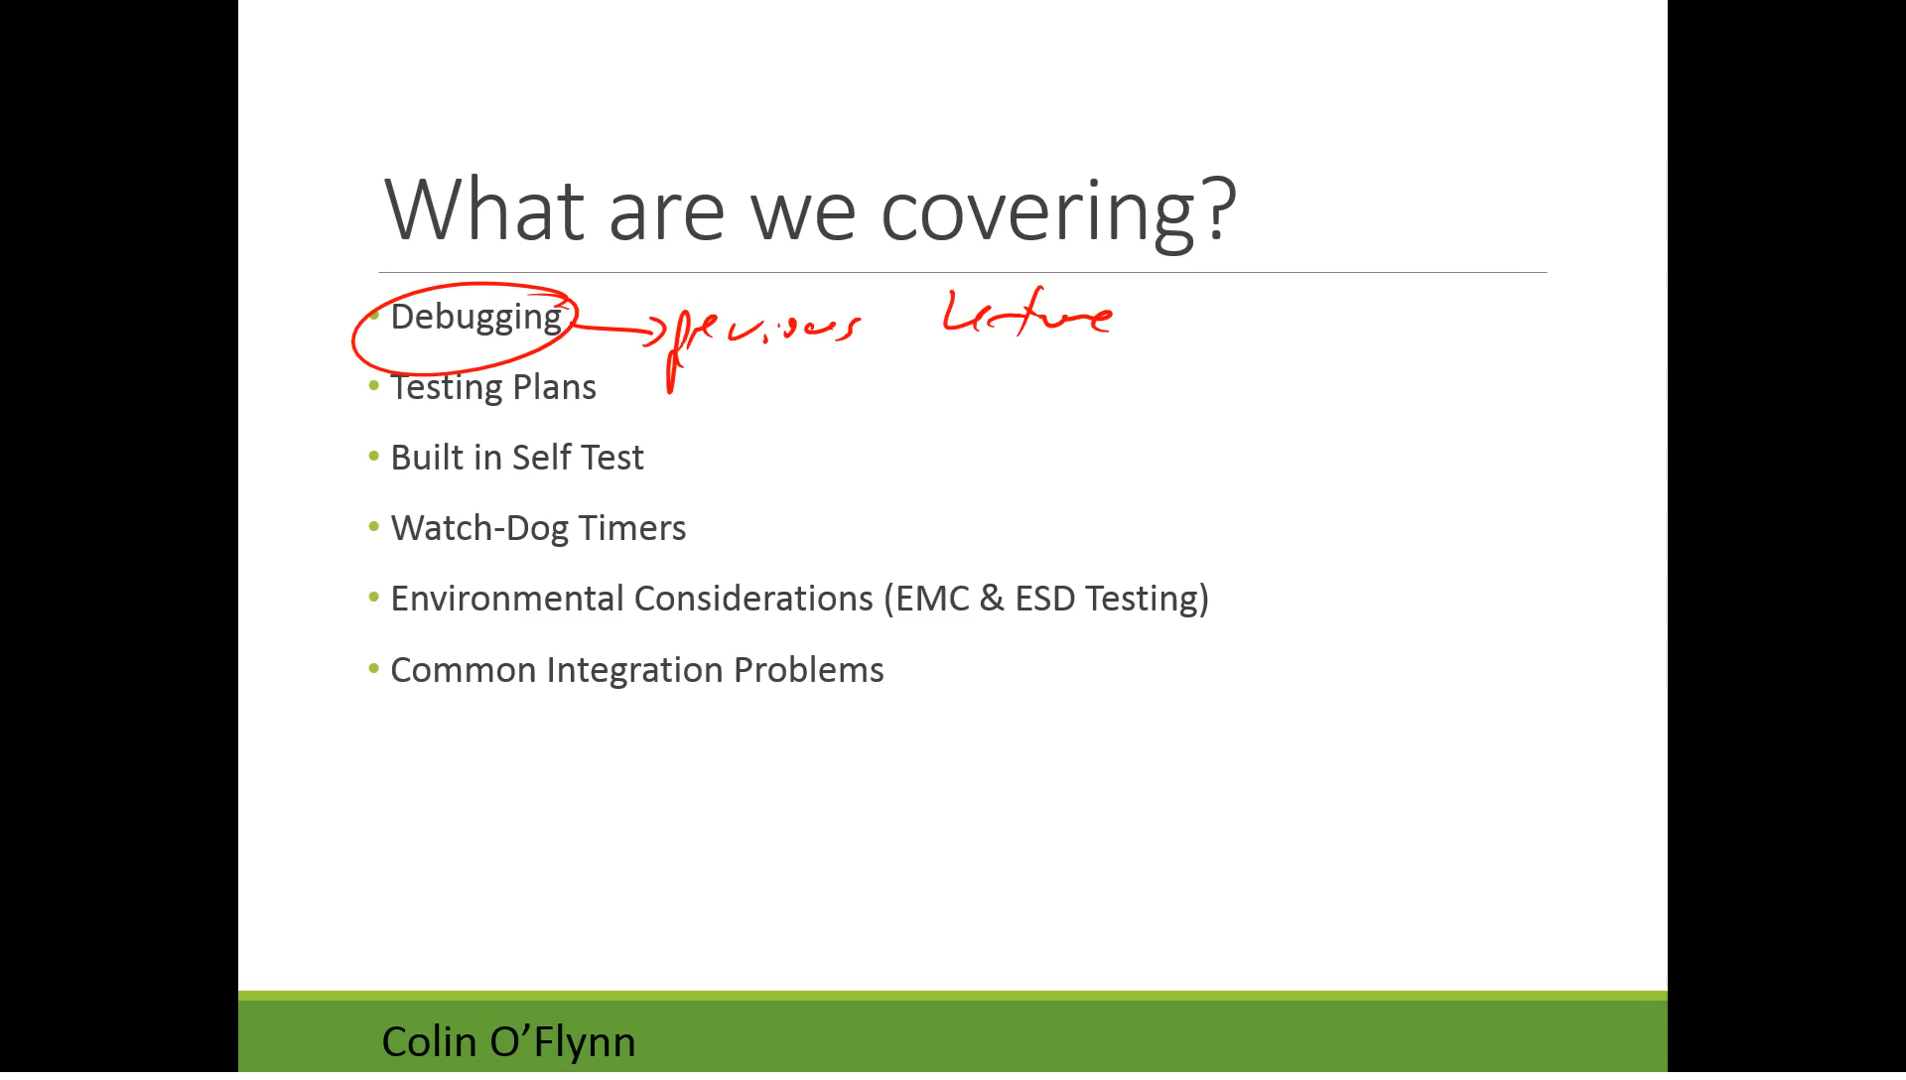 What are we covering?
• Debugging → previous Lecture
• Testing Plans
• Built in Self Test
• Watch-Dog Timers
• Environmental Considerations (EMC & ESD Testing)
• Common Integration Problems
Colin O’Flynn